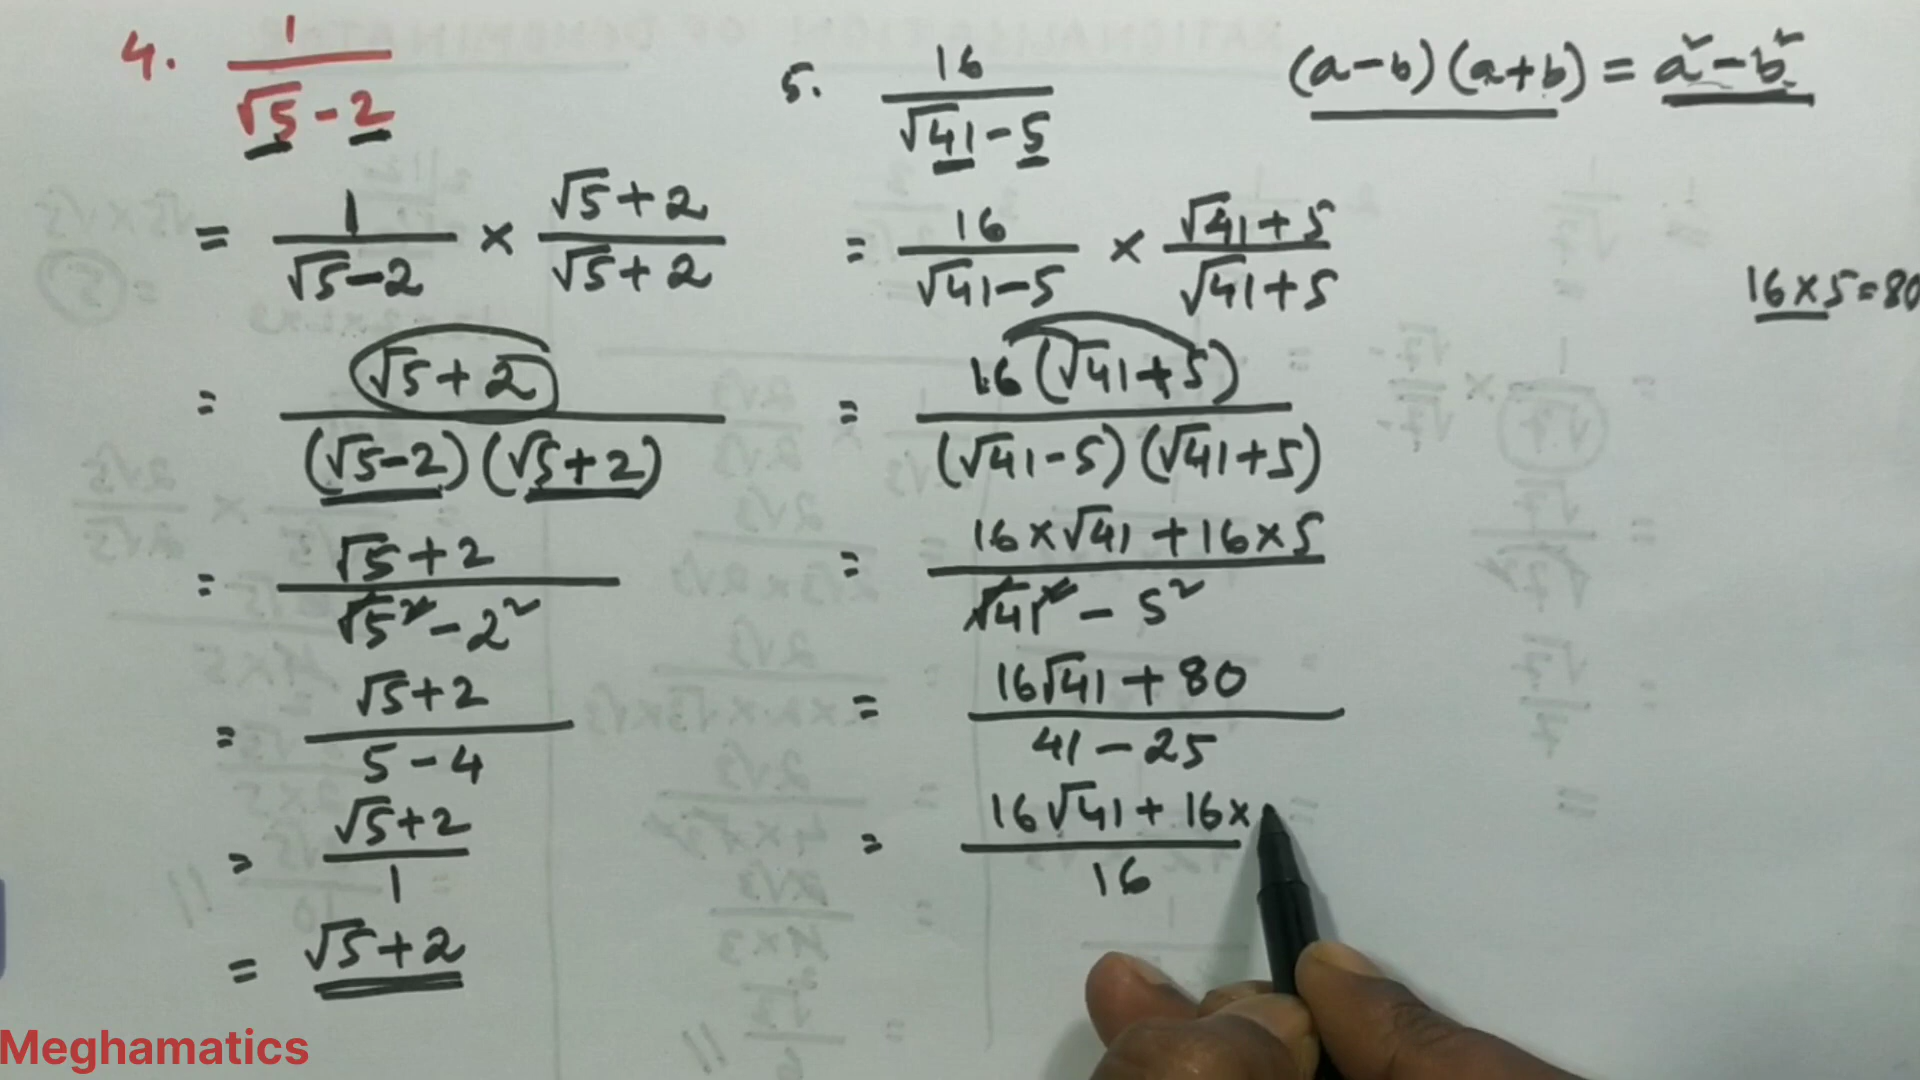 4. 1
√5 - 2
= 1 × √5 + 2
√5 - 2 √5 + 2
= √5 + 2
(√5 - 2) (√5 + 2)
= √5 + 2
√5² - 2²
= √5 + 2
5 - 4
= √5 + 2
1
= √5 + 2
5. 16
√41 - 5
= 16 × √41 + 5
√41 - 5 √41 + 5
= 16 (√41 + 5)
(√41 - 5) (√41 + 5)
= 16 × √41 + 16 × 5
√41² - 5²
= 16√41 + 80
41 - 25
= 16√41 + 16 ×
16
(a - b) (a + b) = a² - b²
16 × 5 = 80
Meghamatics